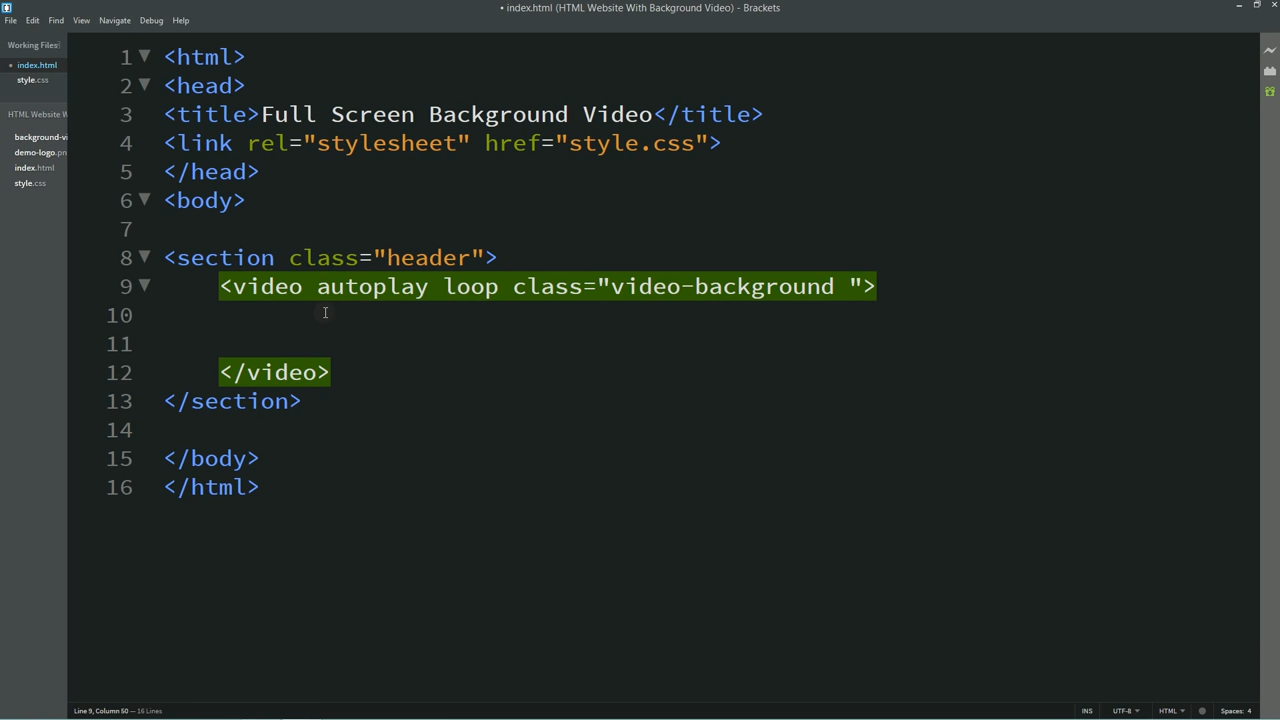 • index.html (HTML Website With Background Video) - Brackets
File Edit Find View Navigate Debug Help
Working Files
• index.html
style.css
HTML Website W
background-vi
demo-logo.pn
index.html
style.css
1 <html>
2 <head>
3 <title>Full Screen Background Video</title>
4 <link rel="stylesheet" href="style.css">
5 </head>
6 <body>
7
8 <section class="header">
9 <video autoplay loop class="video-background ">
10
11
12 </video>
13 </section>
14
15 </body>
16 </html>
Line 9, Column 50 — 16 Lines
INS UTF-8 HTML Spaces: 4